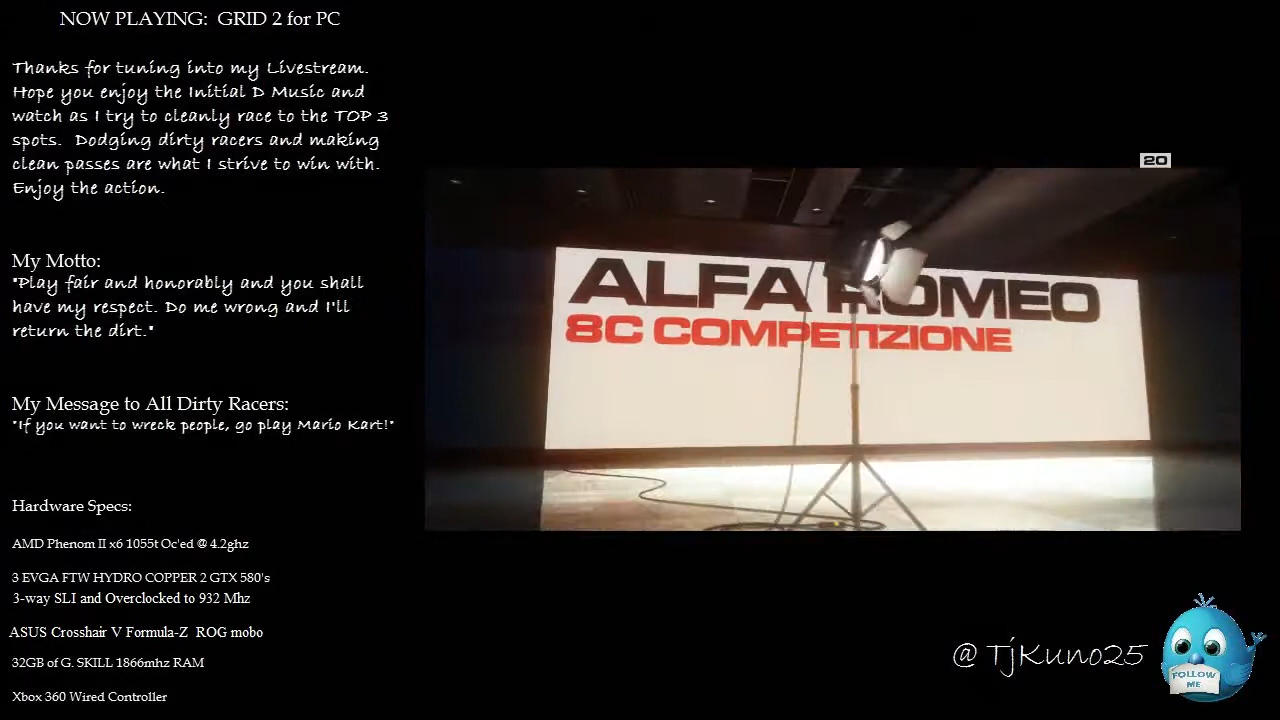 NOW PLAYING: GRID 2 for PC
Thanks for tuning into my Livestream.
Hope you enjoy the Initial D Music and
watch as I try to cleanly race to the TOP 3
spots. Dodging dirty racers and making
clean passes are what I strive to win with.
Enjoy the action.
My Motto:
"Play fair and honorably and you shall
have my respect. Do me wrong and I'll
return the dirt."
My Message to All Dirty Racers:
"If you want to wreck people, go play Mario Kart!"
Hardware Specs:
AMD Phenom II x6 1055t Oc'ed @ 4.2ghz
3 EVGA FTW HYDRO COPPER 2 GTX 580's
3-way SLI and Overclocked to 932 Mhz
ASUS Crosshair V Formula-Z ROG mobo
32GB of G. SKILL 1866mhz RAM
Xbox 360 Wired Controller
20
ALFA ROMEO
8C COMPETIZIONE
@ TjKuno25
FOLLOW
ME